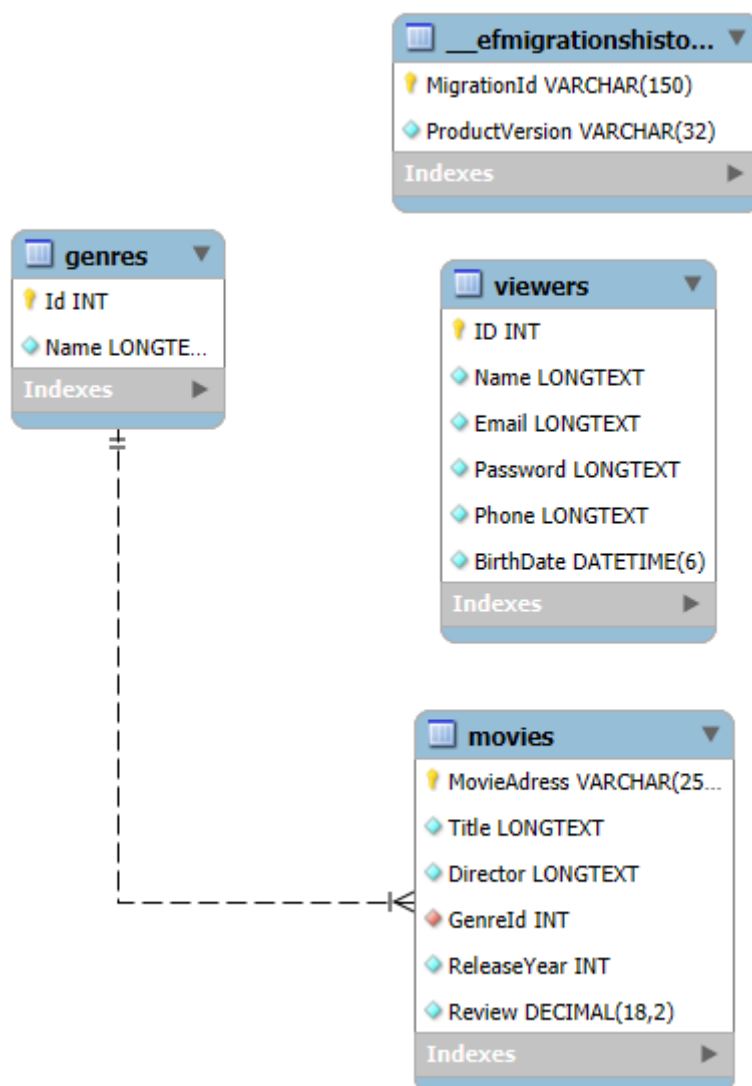 __efmigrationshisto...
MigrationId VARCHAR(150)
ProductVersion VARCHAR(32)
Indexes
genres
Id INT
Name LONGTE...
Indexes
viewers
ID INT
Name LONGTEXT
Email LONGTEXT
Password LONGTEXT
Phone LONGTEXT
BirthDate DATETIME(6)
Indexes
movies
MovieAdress VARCHAR(25...
Title LONGTEXT
Director LONGTEXT
GenreId INT
ReleaseYear INT
Review DECIMAL(18,2)
Indexes